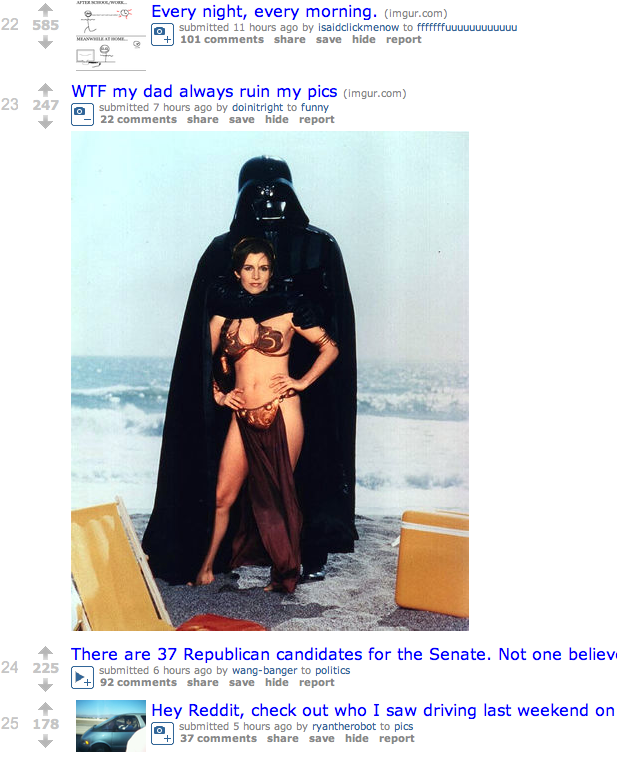 AFTER SCHOOL/WORK...
MEANWHILE AT HOME...
22
585
Every night, every morning. (imgur.com)
submitted 11 hours ago by isaidclickmenow to fffffffuuuuuuuuuuuu
101 comments share save hide report
23
247
WTF my dad always ruin my pics (imgur.com)
submitted 7 hours ago by doinitright to funny
22 comments share save hide report
24
225
There are 37 Republican candidates for the Senate. Not one believe
submitted 6 hours ago by wang-banger to politics
92 comments share save hide report
25
178
Hey Reddit, check out who I saw driving last weekend on
submitted 5 hours ago by ryantherobot to pics
37 comments share save hide report